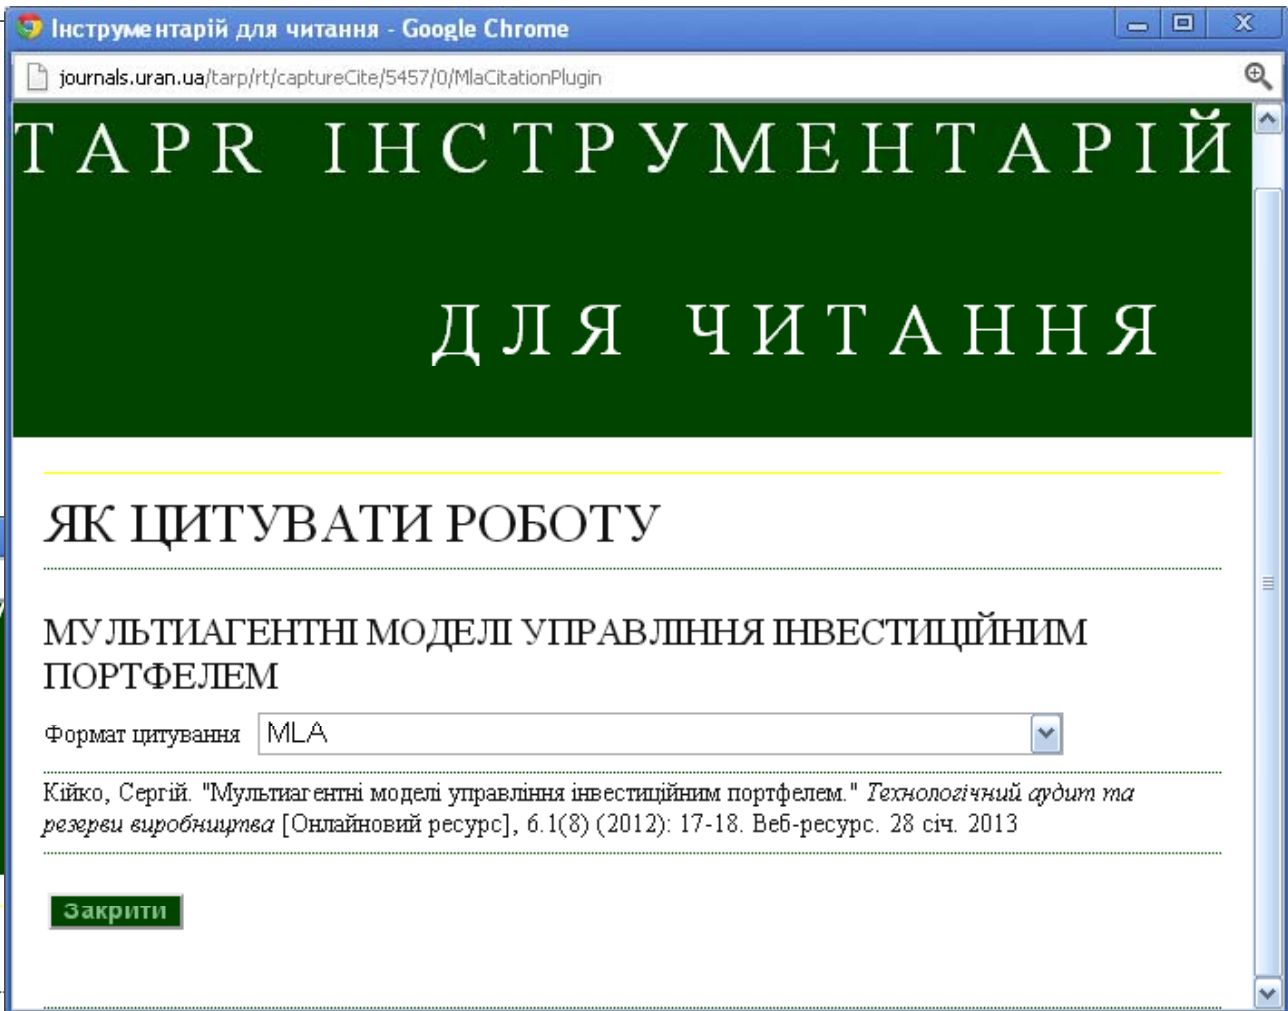 Інструментарій для читання - Google Chrome
journals.uran.ua/tarp/rt/captureCite/5457/0/MlaCitationPlugin
TAPR ІНСТРУМЕНТАРІЙ
ДЛЯ ЧИТАННЯ
ЯК ЦИТУВАТИ РОБОТУ
МУЛЬТИАГЕНТНІ МОДЕЛІ УПРАВЛІННЯ ІНВЕСТИЦІЙНИМ
ПОРТФЕЛЕМ
Формат цитування MLA
Кійко, Сергій. "Мультиагентні моделі управління інвестиційним портфелем." Технологічний аудит та
резерви виробництва [Онлайновий ресурс], 6.1(8) (2012): 17-18. Веб-ресурс. 28 січ. 2013
Закрити